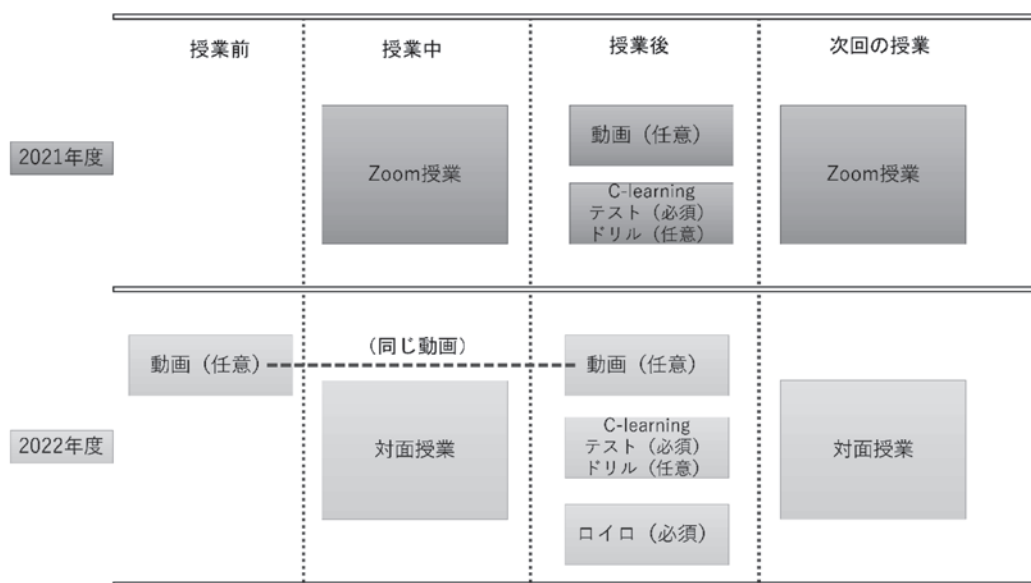 授業前
授業中
授業後
次回の授業
2021年度
Zoom授業
動画（任意）
C-learning
テスト（必須）
ドリル（任意）
Zoom授業
2022年度
動画（任意）
（同じ動画）
対面授業
動画（任意）
C-learning
テスト（必須）
ドリル（任意）
ロイロ（必須）
対面授業